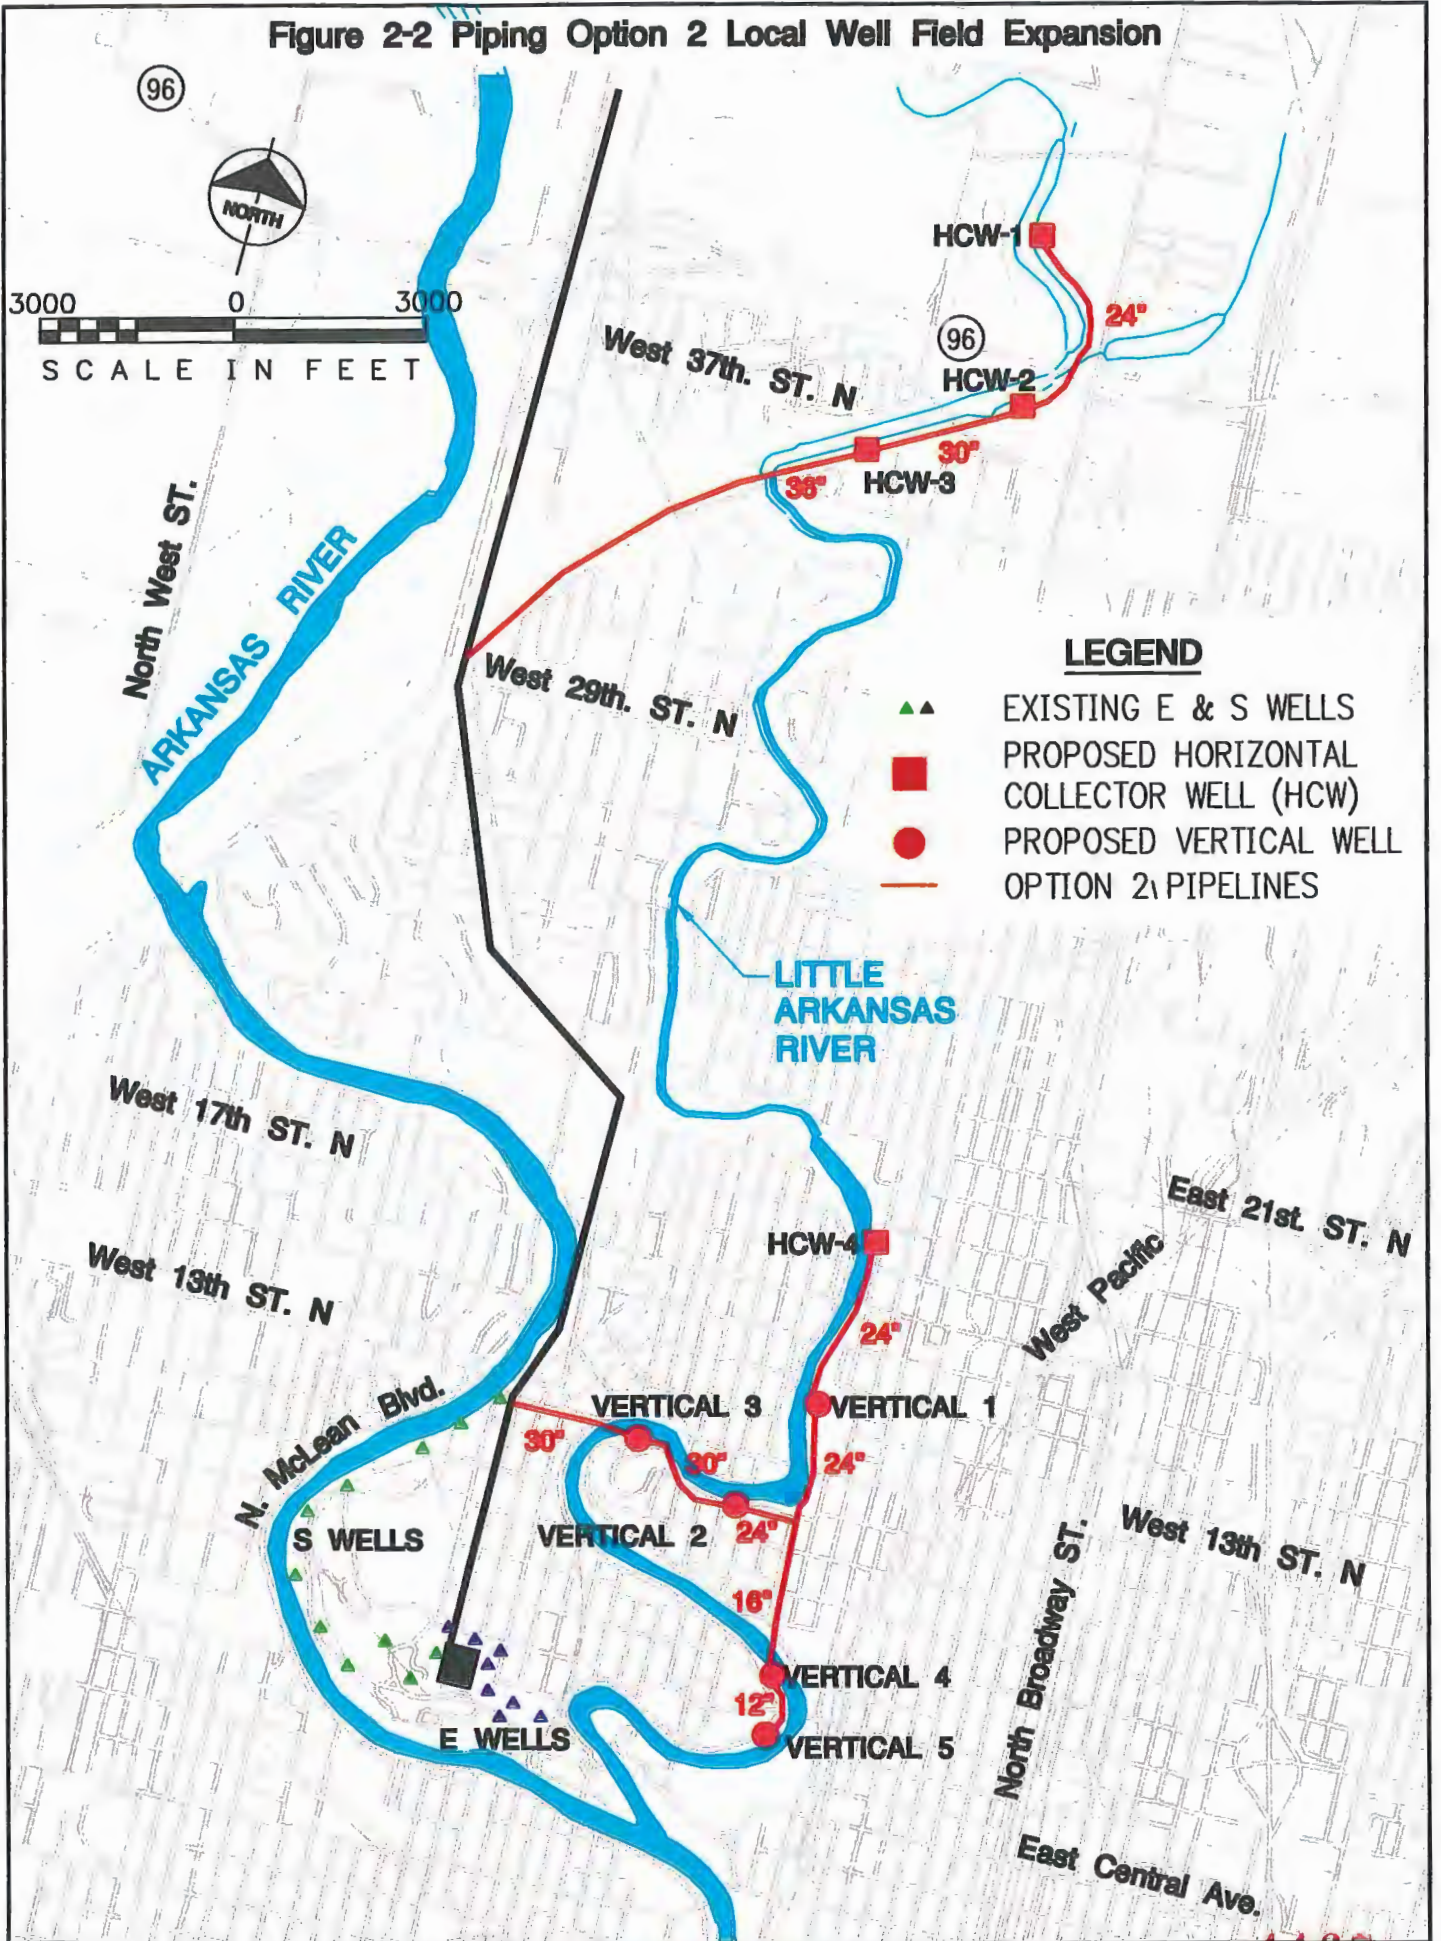 Figure 2-2 Piping Option 2 Local Well Field Expansion
96
NORTH
3000 0 3000
SCALE IN FEET
HCW-1
24"
96
HCW-2
West 37th. ST. N
30"
HCW-3
36"
North West ST.
ARKANSAS RIVER
West 29th. ST. N
LEGEND
EXISTING E & S WELLS
PROPOSED HORIZONTAL
COLLECTOR WELL (HCW)
PROPOSED VERTICAL WELL
OPTION 2\ PIPELINES
LITTLE
ARKANSAS
RIVER
West 17th ST. N
East 21st. ST. N
HCW-4
West Pacific
West 13th ST. N
24"
N. McLean Blvd.
VERTICAL 3
VERTICAL 1
30"
30"
24"
S WELLS
VERTICAL 2
24"
West 13th ST. N
16"
North Broadway ST.
VERTICAL 4
12"
E WELLS
VERTICAL 5
East Central Ave.